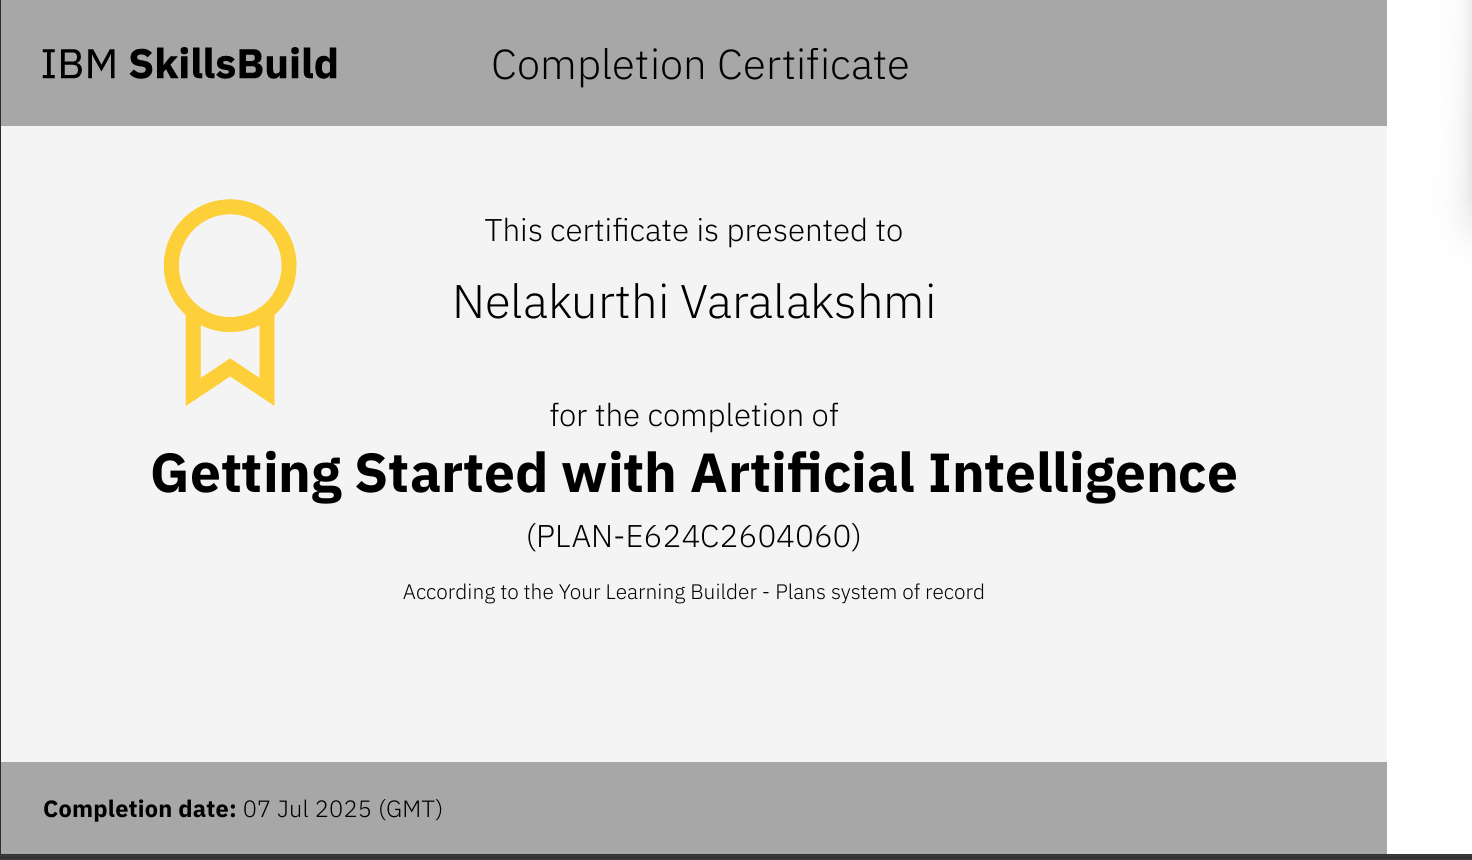 IBM SkillsBuild
Completion Certificate
This certificate is presented to
Nelakurthi Varalakshmi
for the completion of
Getting Started with Artificial Intelligence
(PLAN-E624C2604060)
According to the Your Learning Builder - Plans system of record
Completion date: 07 Jul 2025 (GMT)